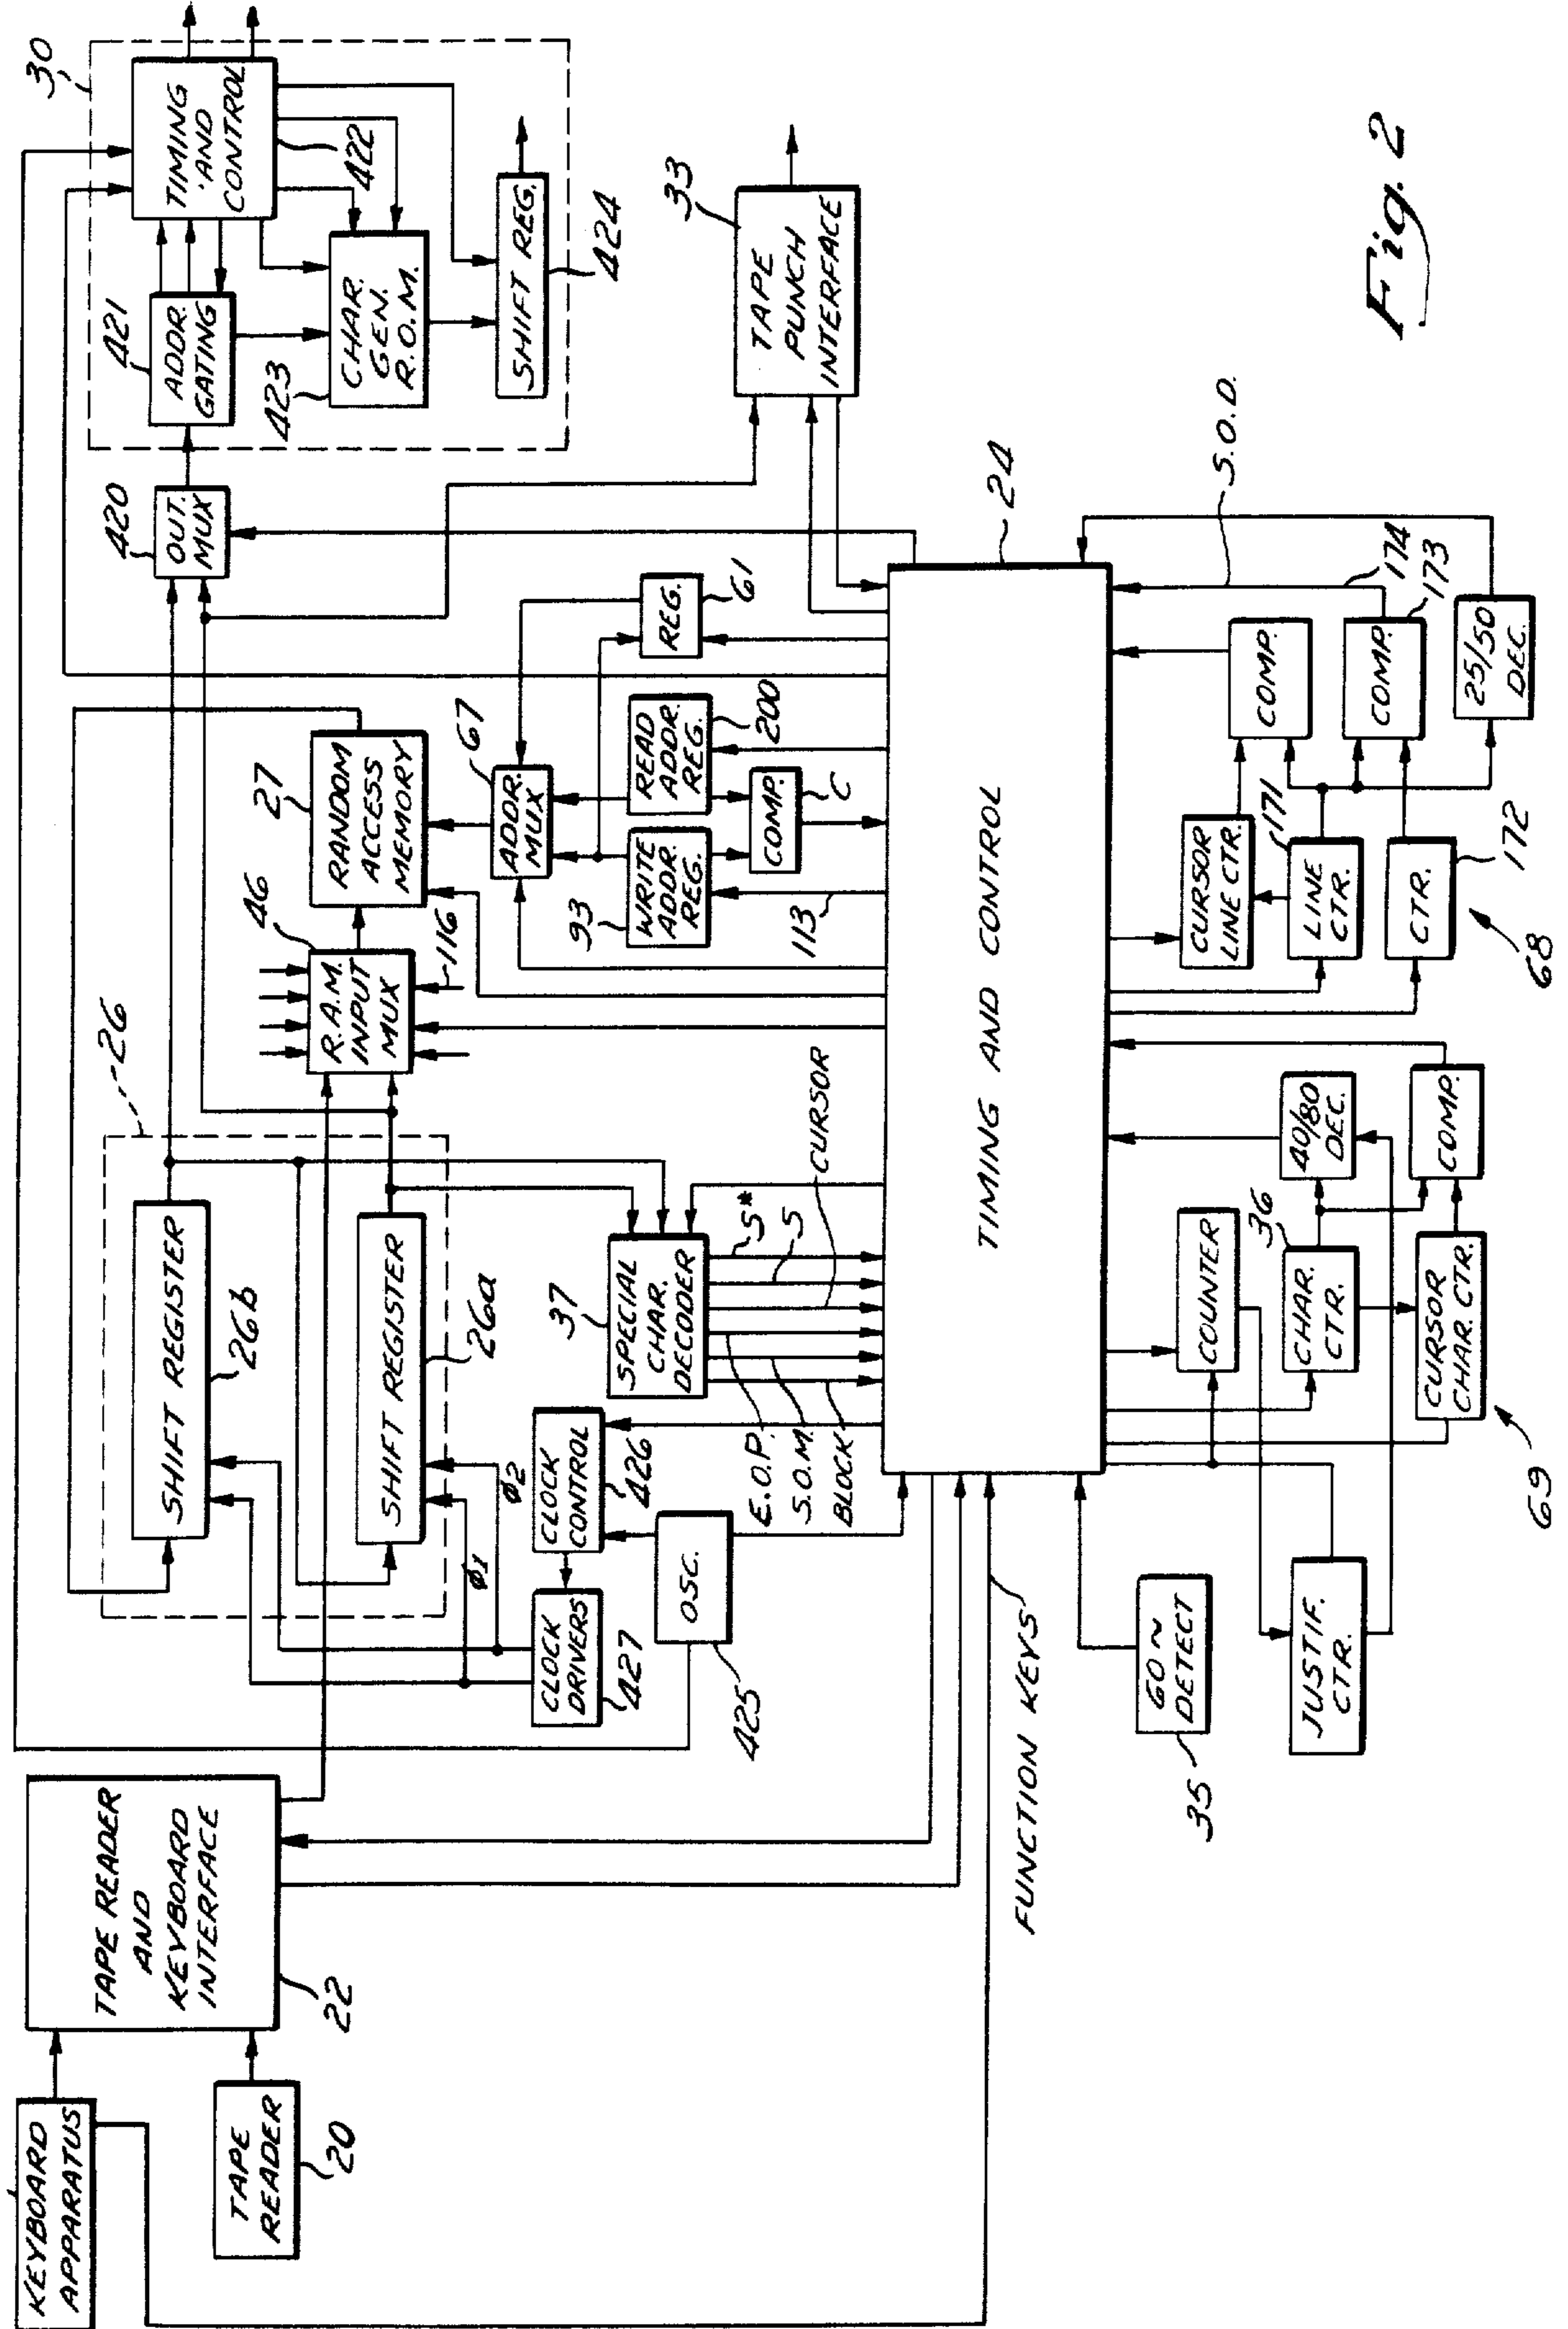 KEYBOARD
APPARATUS
TAPE
READER
20
TAPE READER
AND
KEYBOARD
INTERFACE
22
26
SHIFT REGISTER
26b
SHIFT REGISTER
26a
Ø1
Ø2
CLOCK
DRIVERS
427
CLOCK
CONTROL
426
OSC.
425
R.A.M.
INPUT
MUX
46
116
RANDOM
ACCESS
MEMORY
27
ADDR.
MUX
67
WRITE
ADDR.
REG.
93
113
READ
ADDR.
REG.
200
COMP.
C
REG.
61
OUT.
MUX
420
30
ADDR.
GATING
421
TIMING
AND
CONTROL
422
CHAR.
GEN.
R.O.M.
423
SHIFT REG.
424
TAPE
PUNCH
INTERFACE
33
37
SPECIAL
CHAR.
DECODER
E.O.P.
S.O.M.
BLOCK
S*
S
CURSOR
TIMING AND CONTROL
24
FUNCTION KEYS
60~
DETECT
35
JUSTIF.
CTR.
COUNTER
CHAR.
CTR.
36
40/80
DEC.
CURSOR
CHAR. CTR.
COMP.
69
CURSOR
LINE CTR.
LINE
CTR.
171
CTR.
172
68
COMP.
COMP.
173
174
25/50
DEC.
S.O.D.
Fig. 2